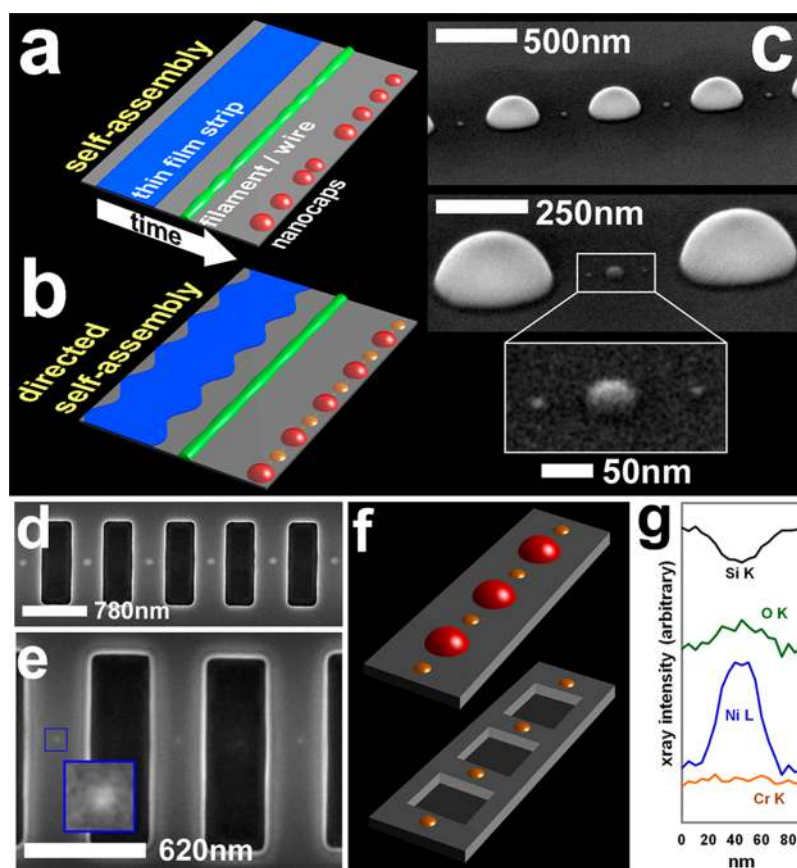 a
self-assembly
thin film strip
filament / wire
nanocaps
time
b
directed
self-assembly
500nm
c
250nm
50nm
d
780nm
e
620nm
f
g
xray intensity (arbitrary)
Si K
O K
Ni L
Cr K
0 20 40 60 80
nm